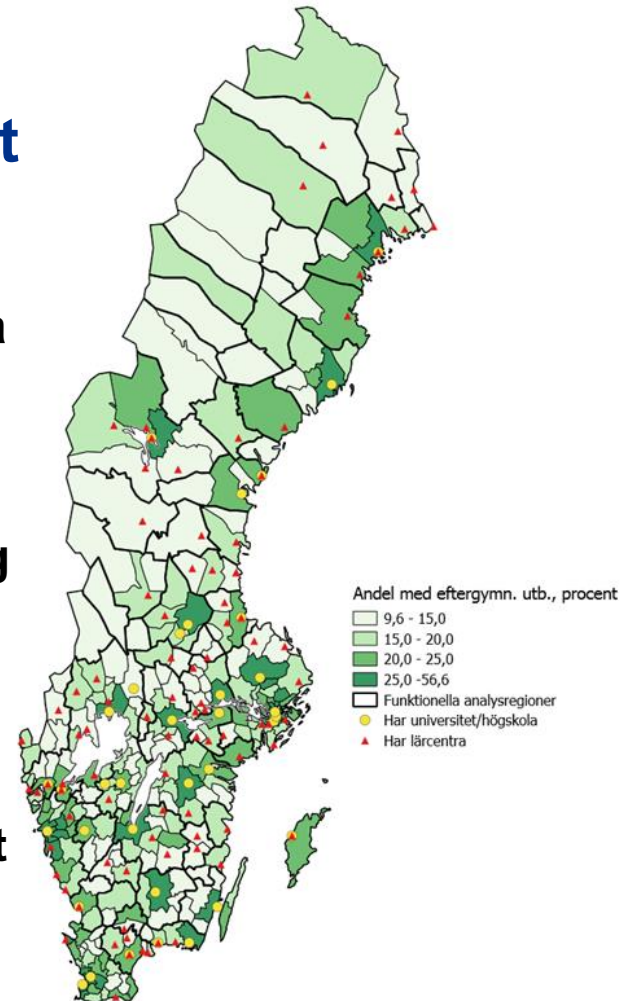 t
a
g
t
Andel med eftergymn. utb., procent
9,6 - 15,0
15,0 - 20,0
20,0 - 25,0
25,0 -56,6
Funktionella analysregioner
Har universitet/högskola
Har lärcentra